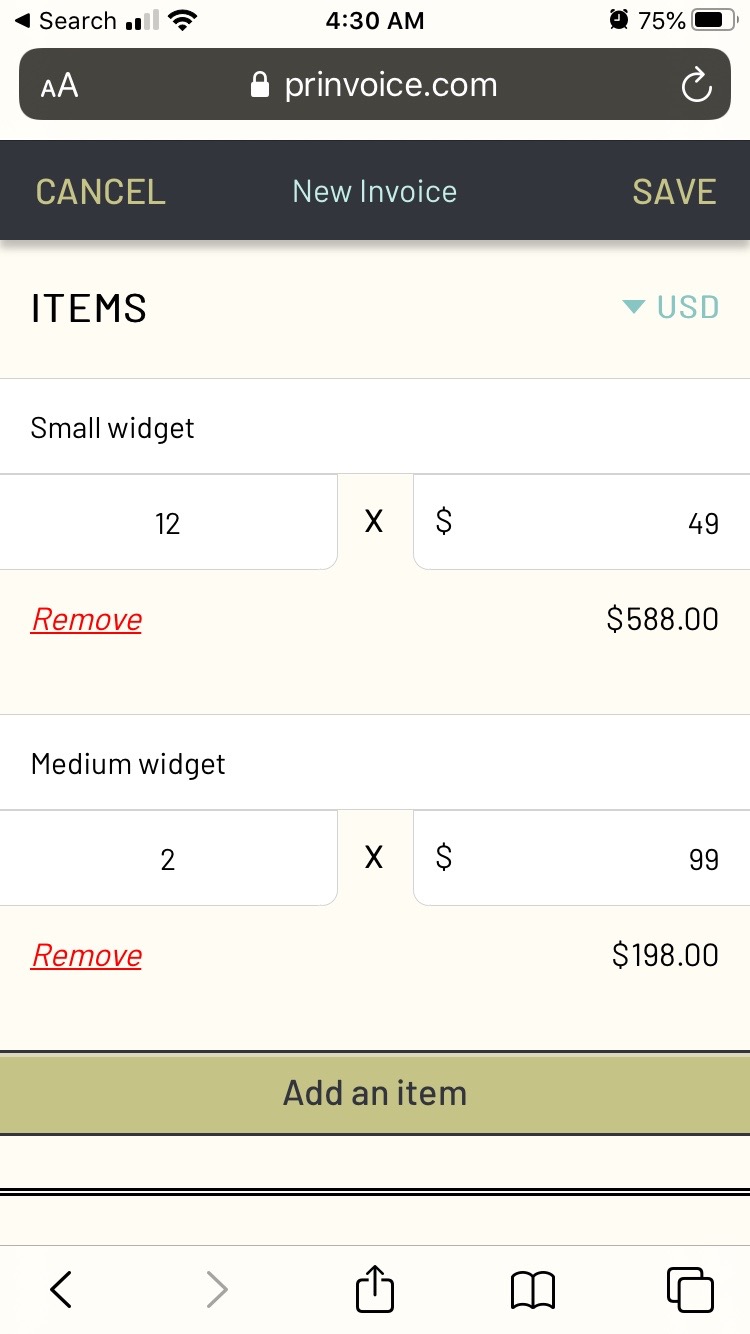 Search 4:30 AM 75%
AA prinvoice.com
CANCEL New Invoice SAVE
ITEMS USD
Small widget
12 X $ 49
Remove $588.00
Medium widget
2 X $ 99
Remove $198.00
Add an item